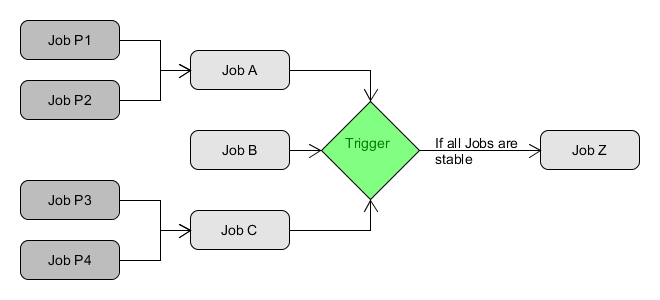 Job P1
Job P2
Job A
Job B
Trigger
If all Jobs are
stable
Job Z
Job P3
Job P4
Job C